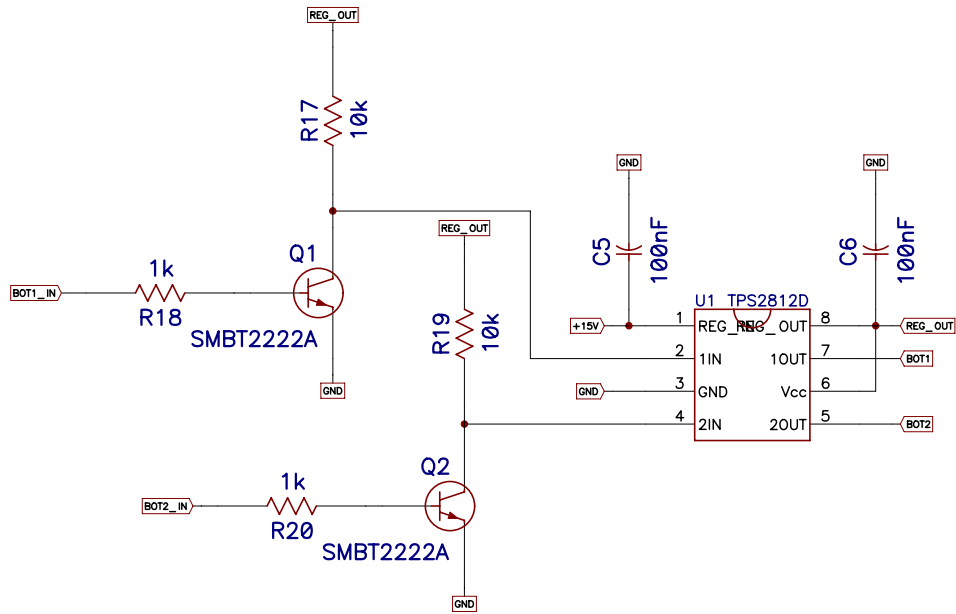 REG_OUT
R17
10k
Q1
1k
BOT1_IN
R18
SMBT2222A
GND
REG_OUT
R19
10k
Q2
1k
BOT2_IN
R20
SMBT2222A
GND
GND
C5
100nF
GND
C6
100nF
U1 TPS2812D
+15V
1
REG_IN
REG_OUT
8
REG_OUT
2
1IN
1OUT
7
BOT1
GND
3
GND
Vcc
6
4
2IN
2OUT
5
BOT2